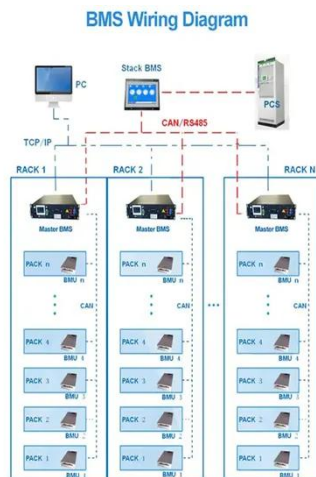 BMS Wiring Diagram
Stack BMS
PC
PCS
CAN/RS485
TCP/IP
RACK 1
RACK 2
RACK N
Master BMS
Master BMS
Master BMS
PACK n
PACK n
PACK n
BMU n
BMU n
BMU n
CAN
CAN
CAN
PACK 4
PACK 4
PACK 4
BMU 4
BMU 4
BMU 4
PACK 3
PACK 3
PACK 3
BMU 3
BMU 3
BMU 3
PACK 2
PACK 2
PACK 2
BMU 2
BMU 2
BMU 2
PACK 1
PACK 1
PACK 1
BMU 1
BMU 1
BMU 1